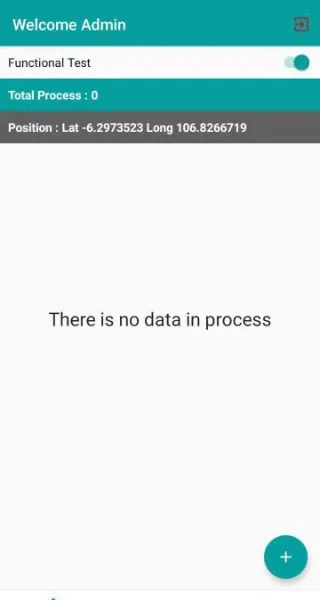 Welcome Admin
Functional Test
Total Process : 0
Position : Lat -6.2973523 Long 106.8266719
There is no data in process
+